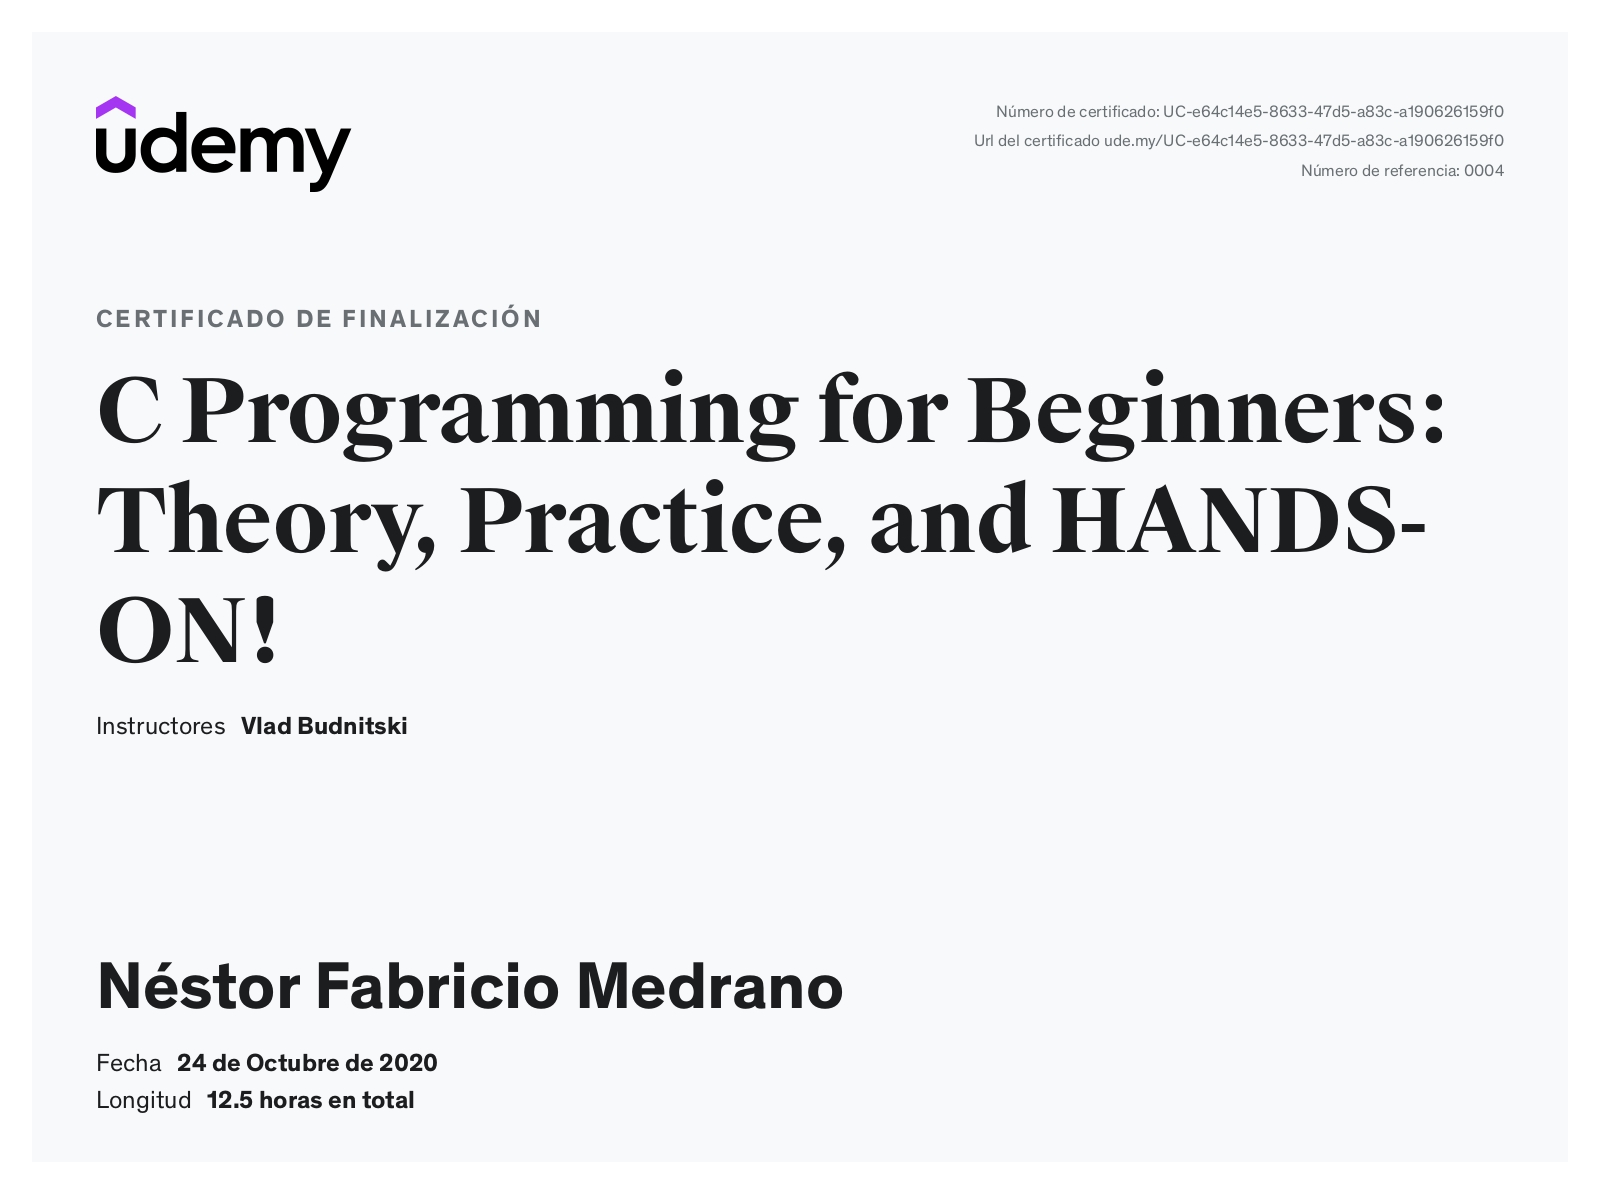 udemy
Número de certificado: UC-e64c14e5-8633-47d5-a83c-a190626159f0
Url del certificado ude.my/UC-e64c14e5-8633-47d5-a83c-a190626159f0
Número de referencia: 0004
CERTIFICADO DE FINALIZACIÓN
C Programming for Beginners:
Theory, Practice, and HANDS-
ON!
Instructores Vlad Budnitski
Néstor Fabricio Medrano
Fecha 24 de Octubre de 2020
Longitud 12.5 horas en total